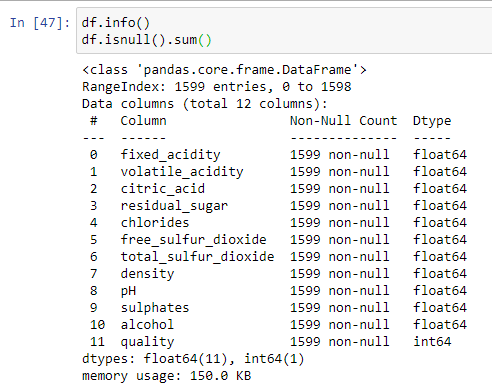 In [47]: df.info()
df.isnull().sum()
<class 'pandas.core.frame.DataFrame'>
RangeIndex: 1599 entries, 0 to 1598
Data columns (total 12 columns):
 #   Column                Non-Null Count  Dtype
---  ------                --------------  -----
 0   fixed_acidity         1599 non-null   float64
 1   volatile_acidity      1599 non-null   float64
 2   citric_acid           1599 non-null   float64
 3   residual_sugar        1599 non-null   float64
 4   chlorides             1599 non-null   float64
 5   free_sulfur_dioxide   1599 non-null   float64
 6   total_sulfur_dioxide  1599 non-null   float64
 7   density               1599 non-null   float64
 8   pH                    1599 non-null   float64
 9   sulphates             1599 non-null   float64
 10  alcohol               1599 non-null   float64
 11  quality               1599 non-null   int64
dtypes: float64(11), int64(1)
memory usage: 150.0 KB